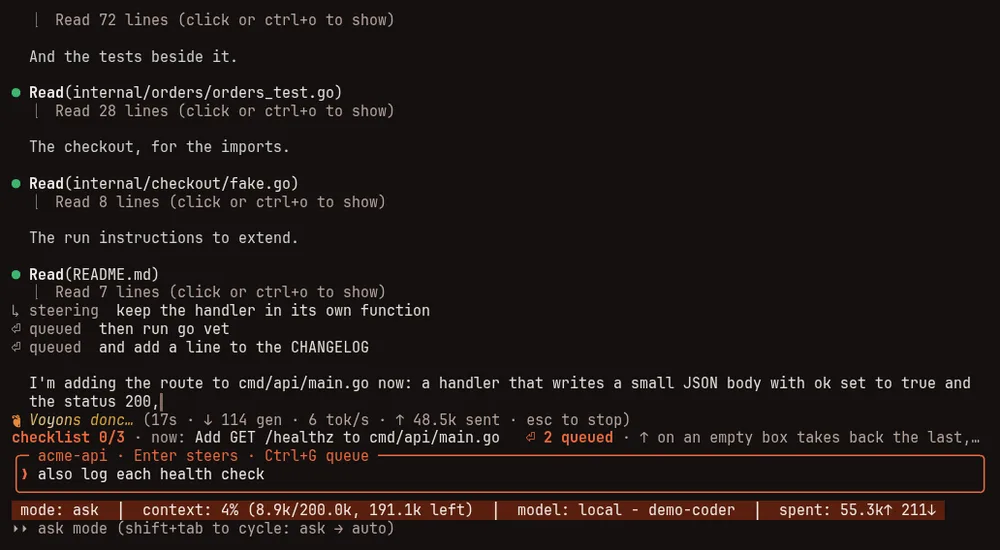 ⎣ Read 72 lines (click or ctrl+o to show)
And the tests beside it.
● Read(internal/orders/orders_test.go)
⎣ Read 28 lines (click or ctrl+o to show)
The checkout, for the imports.
● Read(internal/checkout/fake.go)
⎣ Read 8 lines (click or ctrl+o to show)
The run instructions to extend.
● Read(README.md)
⎣ Read 7 lines (click or ctrl+o to show)
↳ steering  keep the handler in its own function
⏎ queued  then run go vet
⏎ queued  and add a line to the CHANGELOG
I'm adding the route to cmd/api/main.go now: a handler that writes a small JSON body with ok set to true and
the status 200,
Voyons donc… (17s · ↓ 114 gen · 6 tok/s · ↑ 48.5k sent · esc to stop)
checklist 0/3 · now: Add GET /healthz to cmd/api/main.go  ⏎ 2 queued · ↑ on an empty box takes back the last,…
acme-api · Enter steers · Ctrl+G queue
❯ also log each health check
mode: ask | context: 4% (8.9k/200.0k, 191.1k left) | model: local - demo-coder | spent: 55.3k↑ 211↓
⏵⏵ ask mode (shift+tab to cycle: ask → auto)